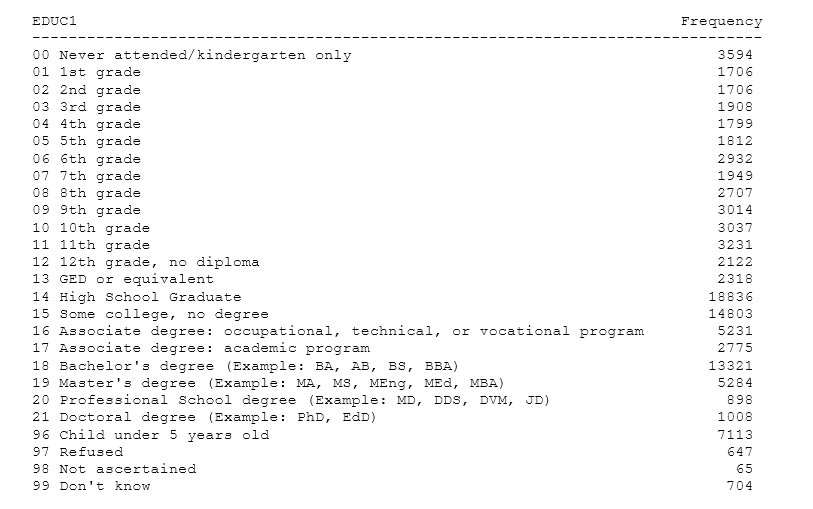 EDUC1 Frequency
--------------------------------------------------------------------------------
00 Never attended/kindergarten only 3594
01 1st grade 1706
02 2nd grade 1706
03 3rd grade 1908
04 4th grade 1799
05 5th grade 1812
06 6th grade 2932
07 7th grade 1949
08 8th grade 2707
09 9th grade 3014
10 10th grade 3037
11 11th grade 3231
12 12th grade, no diploma 2122
13 GED or equivalent 2318
14 High School Graduate 18836
15 Some college, no degree 14803
16 Associate degree: occupational, technical, or vocational program 5231
17 Associate degree: academic program 2775
18 Bachelor's degree (Example: BA, AB, BS, BBA) 13321
19 Master's degree (Example: MA, MS, MEng, MEd, MBA) 5284
20 Professional School degree (Example: MD, DDS, DVM, JD) 898
21 Doctoral degree (Example: PhD, EdD) 1008
96 Child under 5 years old 7113
97 Refused 647
98 Not ascertained 65
99 Don't know 704